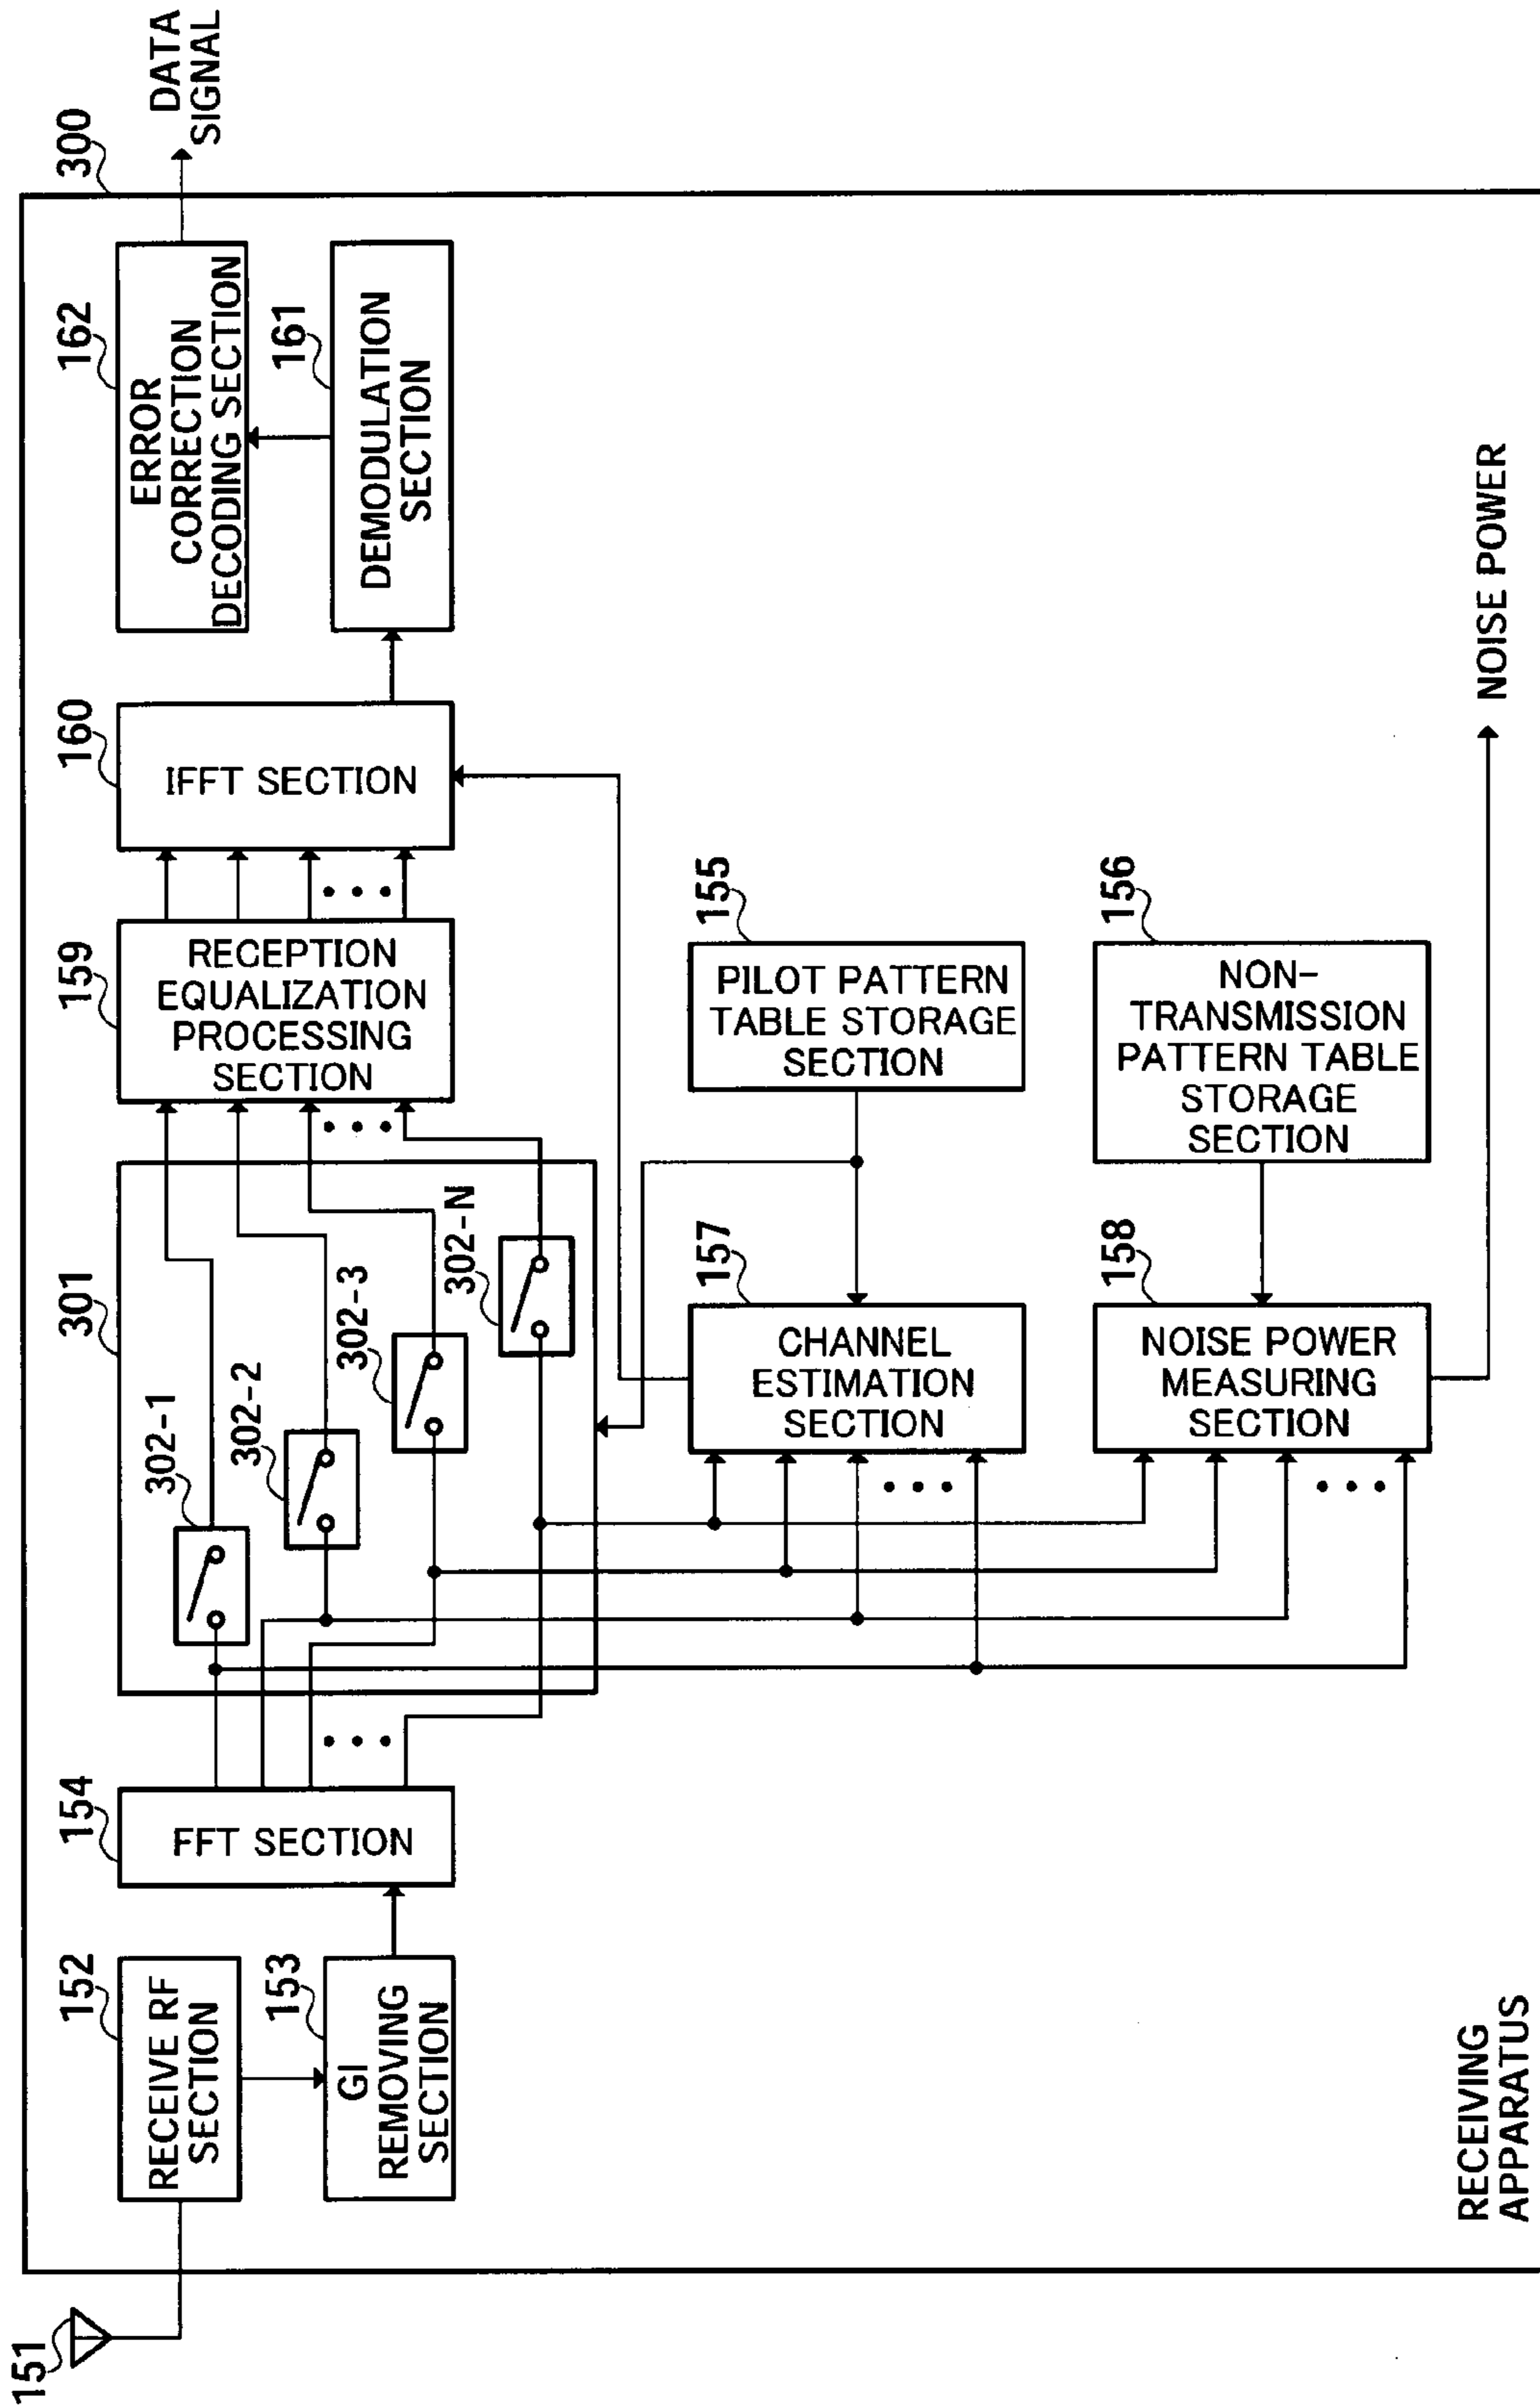 151
152
RECEIVE RF
SECTION
153
GI
REMOVING
SECTION
154
FFT SECTION
301
302-1
302-2
302-3
302-N
159
RECEPTION
EQUALIZATION
PROCESSING
SECTION
160
IFFT SECTION
162
ERROR
CORRECTION
DECODING SECTION
161
DEMODULATION
SECTION
300
DATA
SIGNAL
157
CHANNEL
ESTIMATION
SECTION
155
PILOT PATTERN
TABLE STORAGE
SECTION
158
NOISE POWER
MEASURING
SECTION
156
NON-
TRANSMISSION
PATTERN TABLE
STORAGE
SECTION
NOISE POWER
RECEIVING
APPARATUS